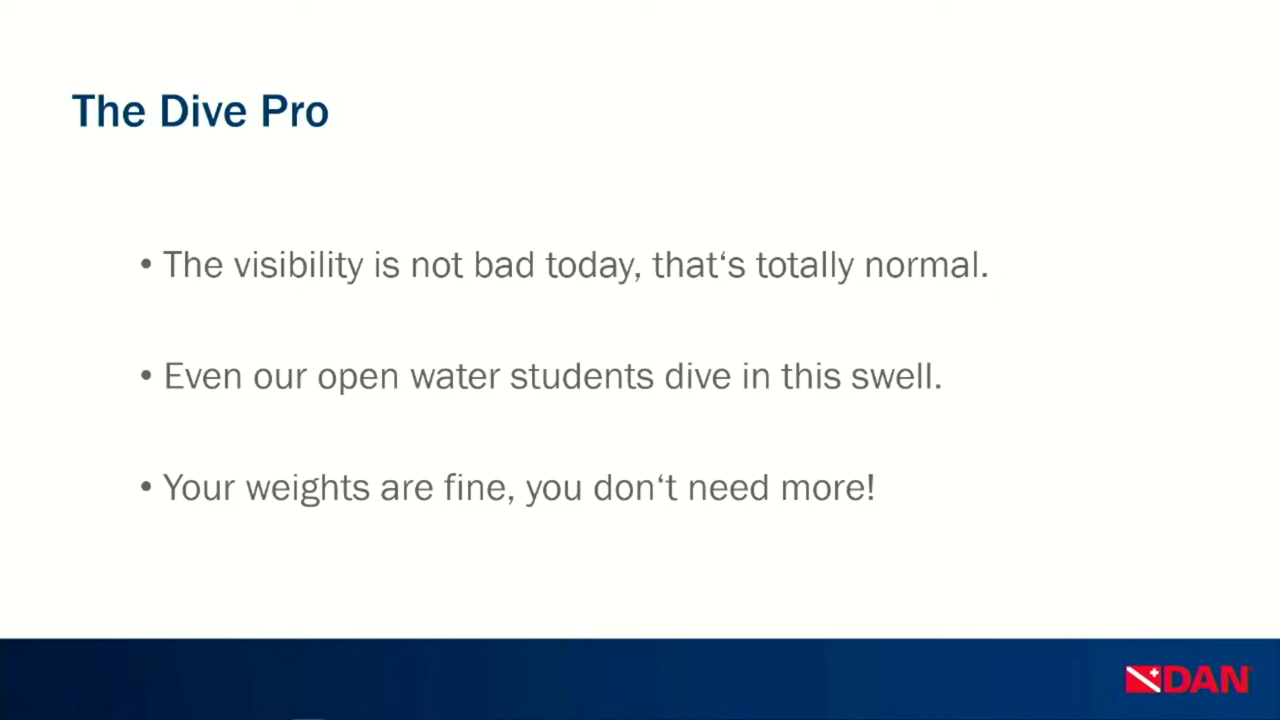 The Dive Pro
• The visibility is not bad today, that‘s totally normal.
• Even our open water students dive in this swell.
• Your weights are fine, you don‘t need more!
DAN